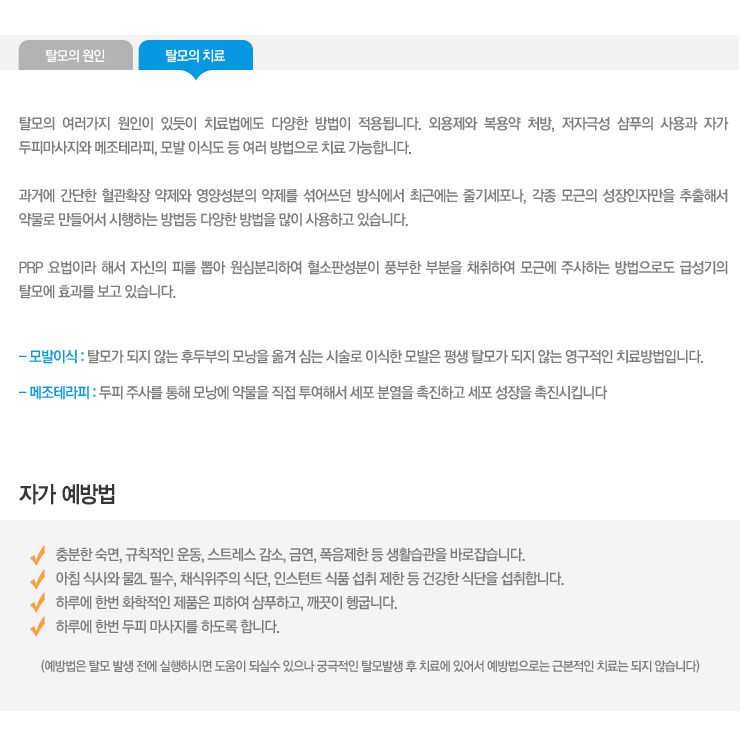 탈모의 원인
탈모의 치료
탈모의 여러가지 원인이 있듯이 치료법에도 다양한 방법이 적용됩니다. 외용제와 복용약 처방, 저자극성 샴푸의 사용과 자가
두피마사지와 메조테라피, 모발 이식도 등 여러 방법으로 치료 가능합니다.
과거에 간단한 혈관확장 약제와 영양성분의 약제를 섞어쓰던 방식에서 최근에는 줄기세포나, 각종 모근의 성장인자만을 추출해서
약물로 만들어서 시행하는 방법등 다양한 방법을 많이 사용하고 있습니다.
PRP 요법이라 해서 자신의 피를 뽑아 원심분리하여 혈소판성분이 풍부한 부분을 채취하여 모근에 주사하는 방법으로도 급성기의
탈모에 효과를 보고 있습니다.
- 모발이식 : 탈모가 되지 않는 후두부의 모낭을 옮겨 심는 시술로 이식한 모발은 평생 탈모가 되지 않는 영구적인 치료방법입니다.
- 메조테라피 : 두피 주사를 통해 모낭에 약물을 직접 투여해서 세포 분열을 촉진하고 세포 성장을 촉진시킵니다
자가 예방법
충분한 숙면, 규칙적인 운동, 스트레스 감소, 금연, 폭음제한 등 생활습관을 바로잡습니다.
아침 식사와 물2L 필수, 채식위주의 식단, 인스턴트 식품 섭취 제한 등 건강한 식단을 섭취합니다.
하루에 한번 화학적인 제품은 피하여 샴푸하고, 깨끗이 헹굽니다.
하루에 한번 두피 마사지를 하도록 합니다.
(예방법은 탈모 발생 전에 실행하시면 도움이 되실수 있으나 궁극적인 탈모발생 후 치료에 있어서 예방법으로는 근본적인 치료는 되지 않습니다)